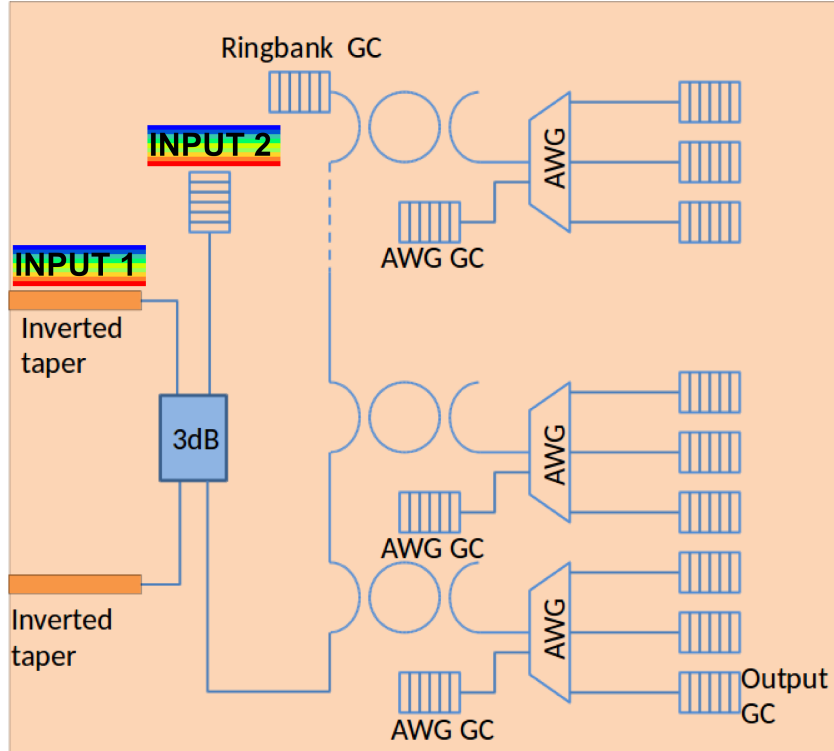 Ringbank GC
INPUT 2
AWG
AWG GC
INPUT 1
Inverted
taper
3dB
AWG
AWG GC
Inverted
taper
AWG
Output
GC
AWG GC